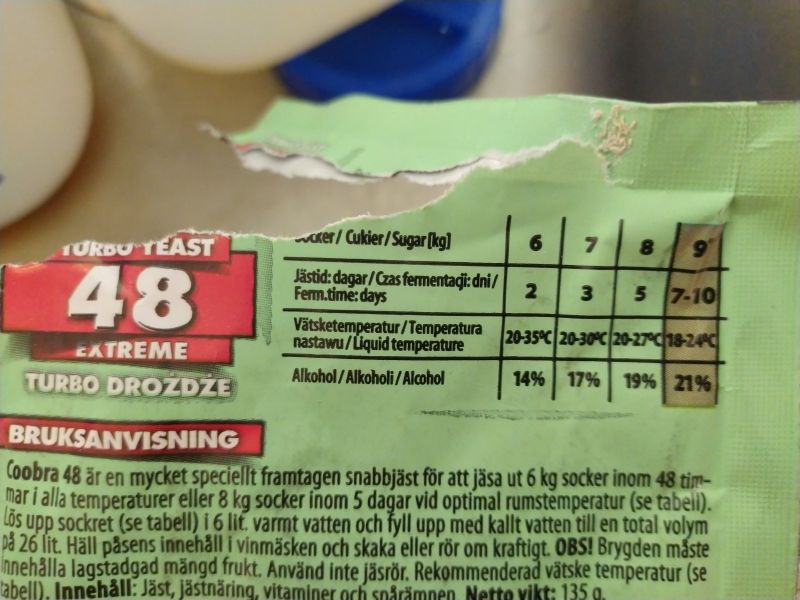 TURBO YEAST
48
EXTREME
TURBO DROŻDŻE
/ Cukier / Sugar [kg] 6 7 8 9
Jästid: dagar / Czas fermentacji: dni /
Ferm.time: days 2 3 5 7-10
Vätsketemperatur / Temperatura
nastawu / Liquid temperature 20-35ºC 20-30ºC 20-27ºC 18-24ºC
Alkohol / Alkoholi / Alcohol 14% 17% 19% 21%
BRUKSANVISNING
Coobra 48 är en mycket speciellt framtagen snabbjäst för att jäsa ut 6 kg socker inom 48 tim-
mar i alla temperaturer eller 8 kg socker inom 5 dagar vid optimal rumstemperatur (se tabell).
Lös upp sockret (se tabell) i 6 lit. varmt vatten och fyll upp med kallt vatten till en total volym
på 26 lit. Häll påsens innehåll i vinmäsken och skaka eller rör om kraftigt. OBS! Brygden måste
innehålla lagstadgad mängd frukt. Använd inte jäsrör. Rekommenderad vätske temperatur (se
tabell). Innehåll: Jäst, jästnäring, vitaminer och spårämnen. Netto vikt: 135 g.